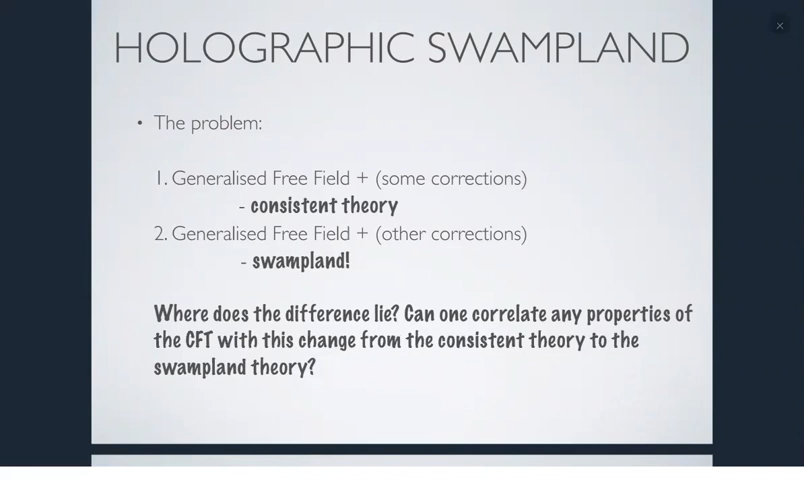 HOLOGRAPHIC SWAMPLAND
• The problem:
1. Generalised Free Field + (some corrections)
- consistent theory
2. Generalised Free Field + (other corrections)
- swampland!
Where does the difference lie? Can one correlate any properties of
the CFT with this change from the consistent theory to the
swampland theory?